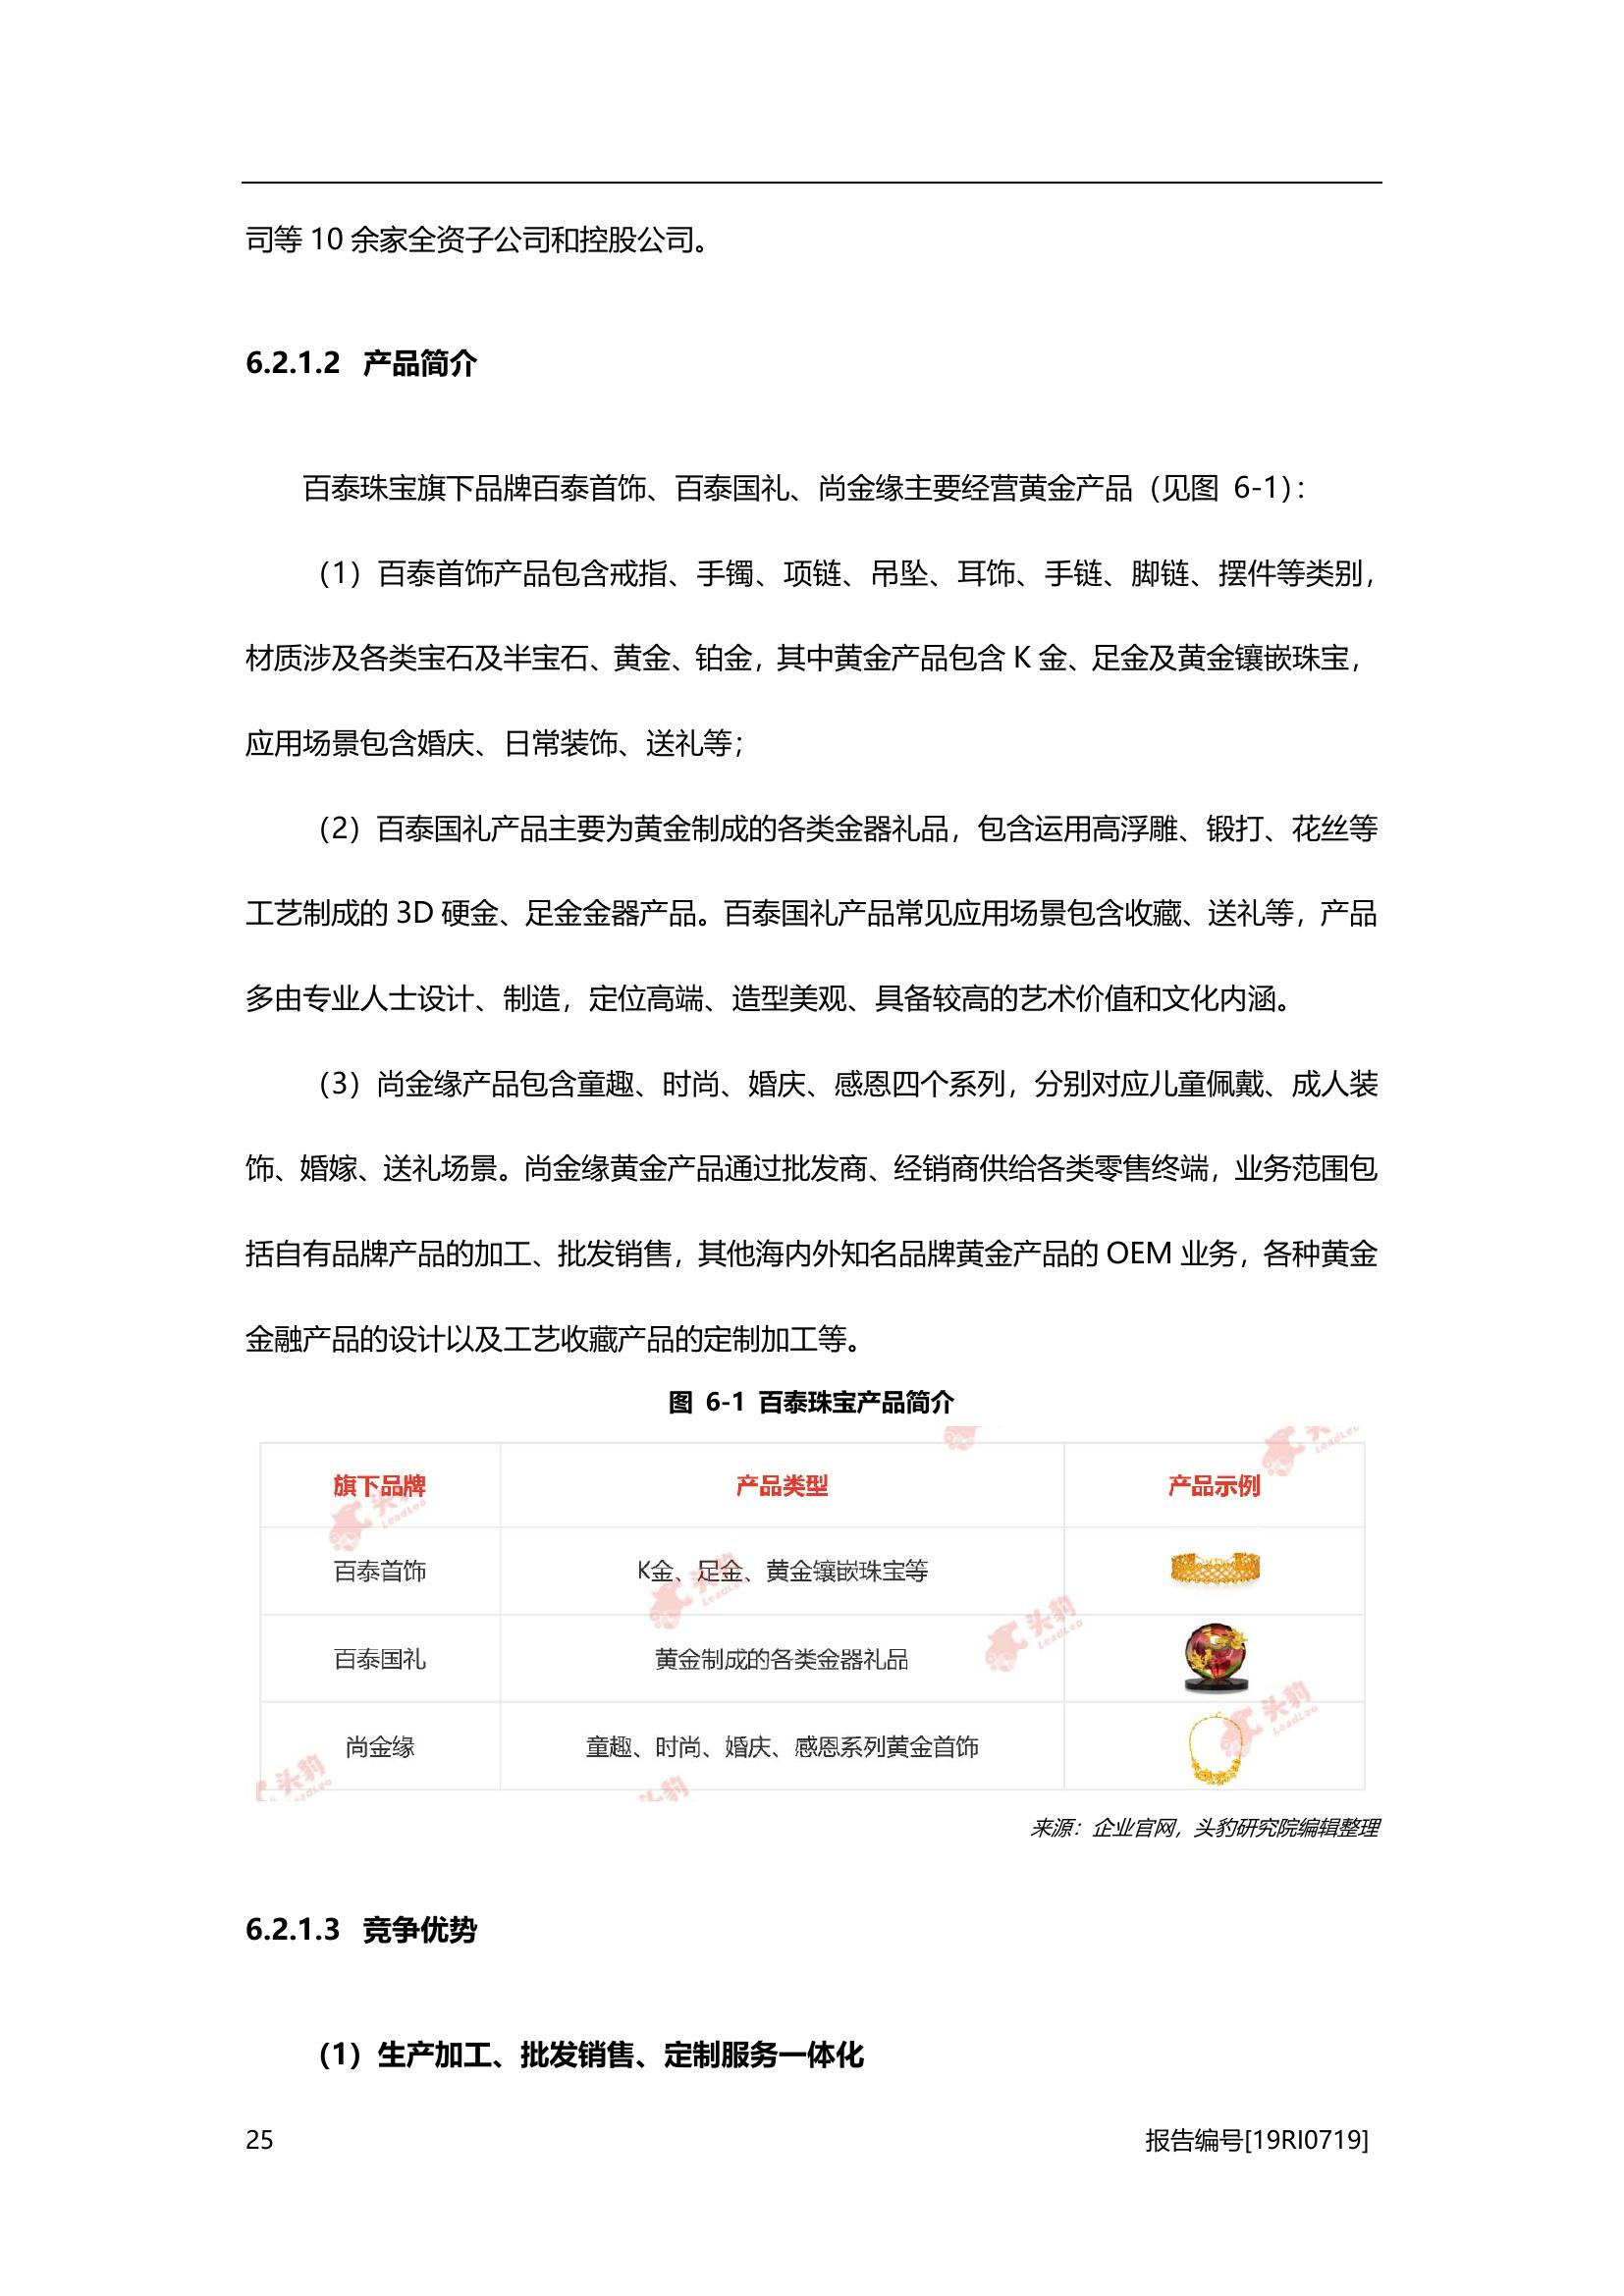 司等 10 余家全资子公司和控股公司。
6.2.1.2 产品简介
百泰珠宝旗下品牌百泰首饰、百泰国礼、尚金缘主要经营黄金产品（见图 6-1）：
（1）百泰首饰产品包含戒指、手镯、项链、吊坠、耳饰、手链、脚链、摆件等类别，
材质涉及各类宝石及半宝石、黄金、铂金，其中黄金产品包含 K 金、足金及黄金镶嵌珠宝，
应用场景包含婚庆、日常装饰、送礼等；
（2）百泰国礼产品主要为黄金制成的各类金器礼品，包含运用高浮雕、锻打、花丝等
工艺制成的 3D 硬金、足金金器产品。百泰国礼产品常见应用场景包含收藏、送礼等，产品
多由专业人士设计、制造，定位高端、造型美观、具备较高的艺术价值和文化内涵。
（3）尚金缘产品包含童趣、时尚、婚庆、感恩四个系列，分别对应儿童佩戴、成人装
饰、婚嫁、送礼场景。尚金缘黄金产品通过批发商、经销商供给各类零售终端，业务范围包
括自有品牌产品的加工、批发销售，其他海内外知名品牌黄金产品的 OEM 业务，各种黄金
金融产品的设计以及工艺收藏产品的定制加工等。
图 6-1 百泰珠宝产品简介
旗下品牌 产品类型 产品示例
百泰首饰 K金、足金、黄金镶嵌珠宝等
百泰国礼 黄金制成的各类金器礼品
尚金缘 童趣、时尚、婚庆、感恩系列黄金首饰
头豹
LeadLeo
来源：企业官网，头豹研究院编辑整理
6.2.1.3 竞争优势
（1）生产加工、批发销售、定制服务一体化
25 报告编号[19RI0719]